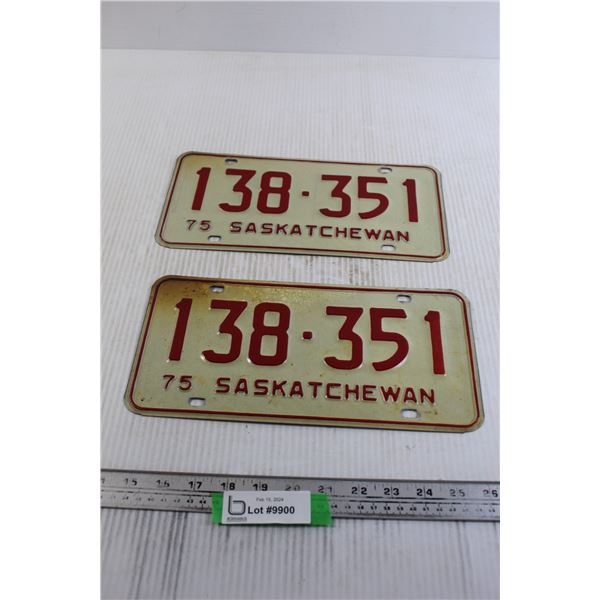 138·351
75 SASKATCHEWAN
138·351
75 SASKATCHEWAN
15 16 17 18 19 20 21 22 23 24 25 26
Feb 15, 2024
Lot #9900